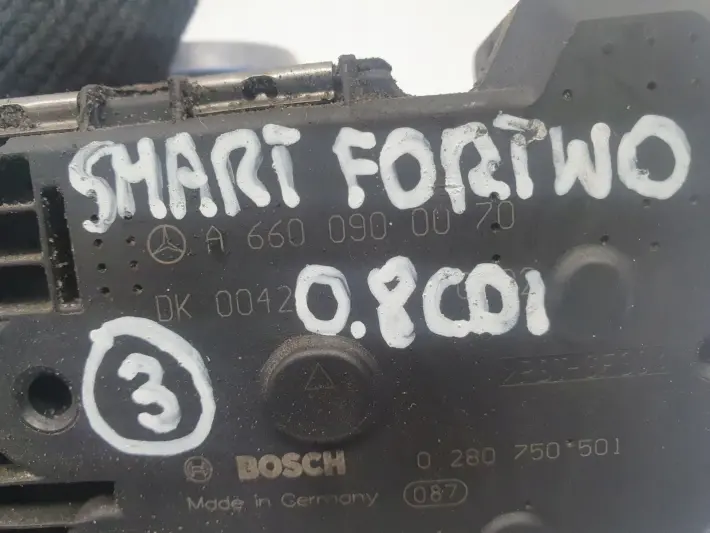 SMART FORTWO
A 660 090 00 70
DK 0042
0.8CDI
3
BOSCH
0 280 750 501
Made in Germany
087